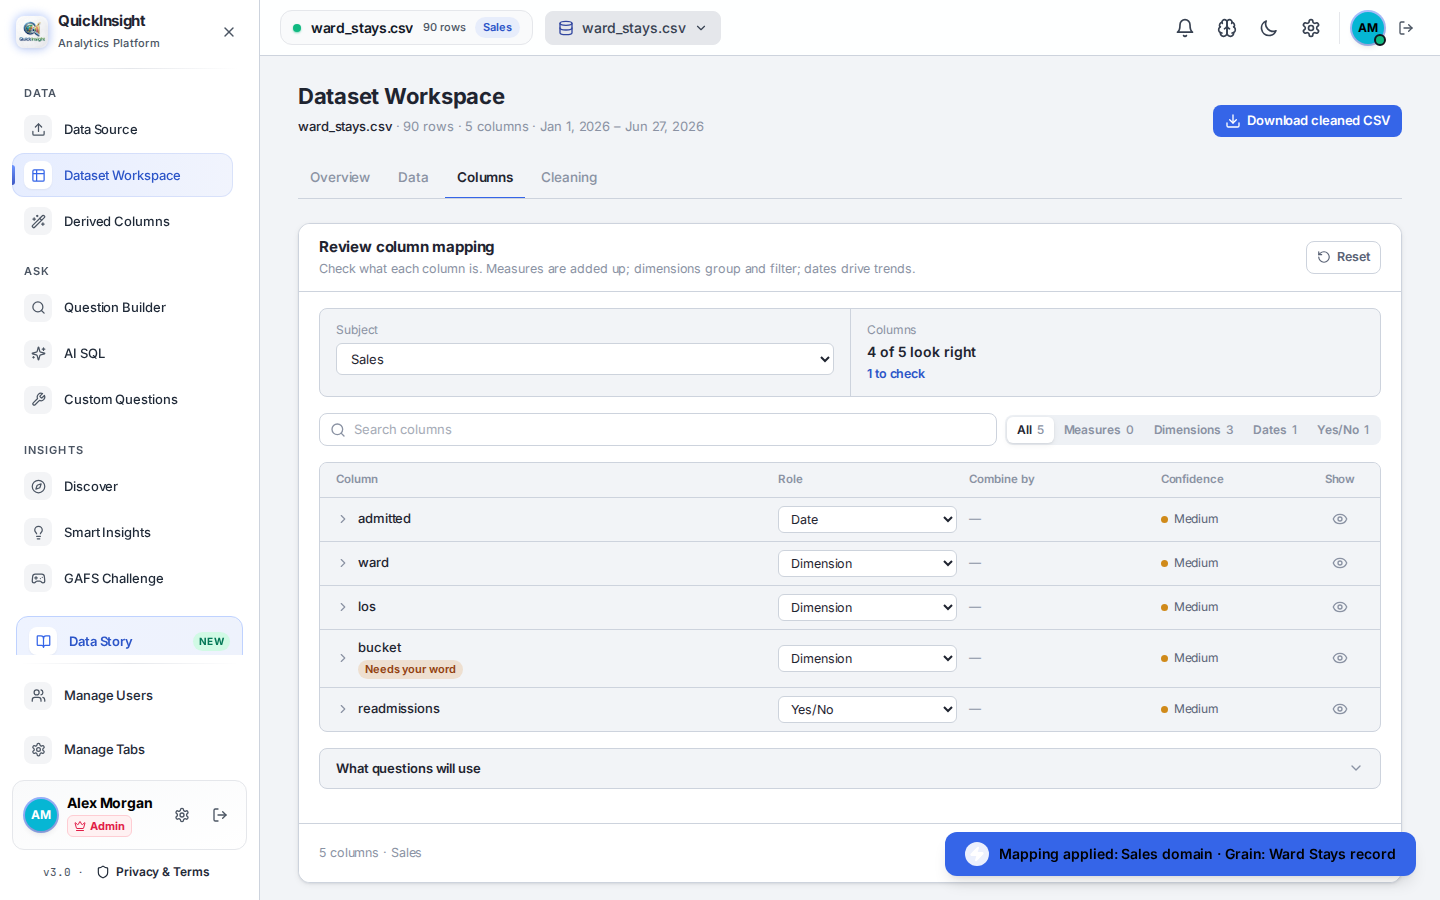 QuickInsight
Analytics Platform
DATA
Data Source
Dataset Workspace
Derived Columns
ASK
Question Builder
AI SQL
Custom Questions
INSIGHTS
Discover
Smart Insights
GAFS Challenge
Data Story NEW
Manage Users
Manage Tabs
AM Alex Morgan
Admin
v3.0 · Privacy & Terms
ward_stays.csv 90 rows Sales ward_stays.csv AM
Dataset Workspace
ward_stays.csv · 90 rows · 5 columns · Jan 1, 2026 – Jun 27, 2026
Download cleaned CSV
Overview Data Columns Cleaning
Review column mapping
Check what each column is. Measures are added up; dimensions group and filter; dates drive trends.
Reset
Subject
Sales
Columns
4 of 5 look right
1 to check
Search columns
All 5 Measures 0 Dimensions 3 Dates 1 Yes/No 1
Column Role Combine by Confidence Show
admitted Date — Medium
ward Dimension — Medium
los Dimension — Medium
bucket Dimension — Medium
Needs your word
readmissions Yes/No — Medium
What questions will use
5 columns · Sales
Mapping applied: Sales domain · Grain: Ward Stays record